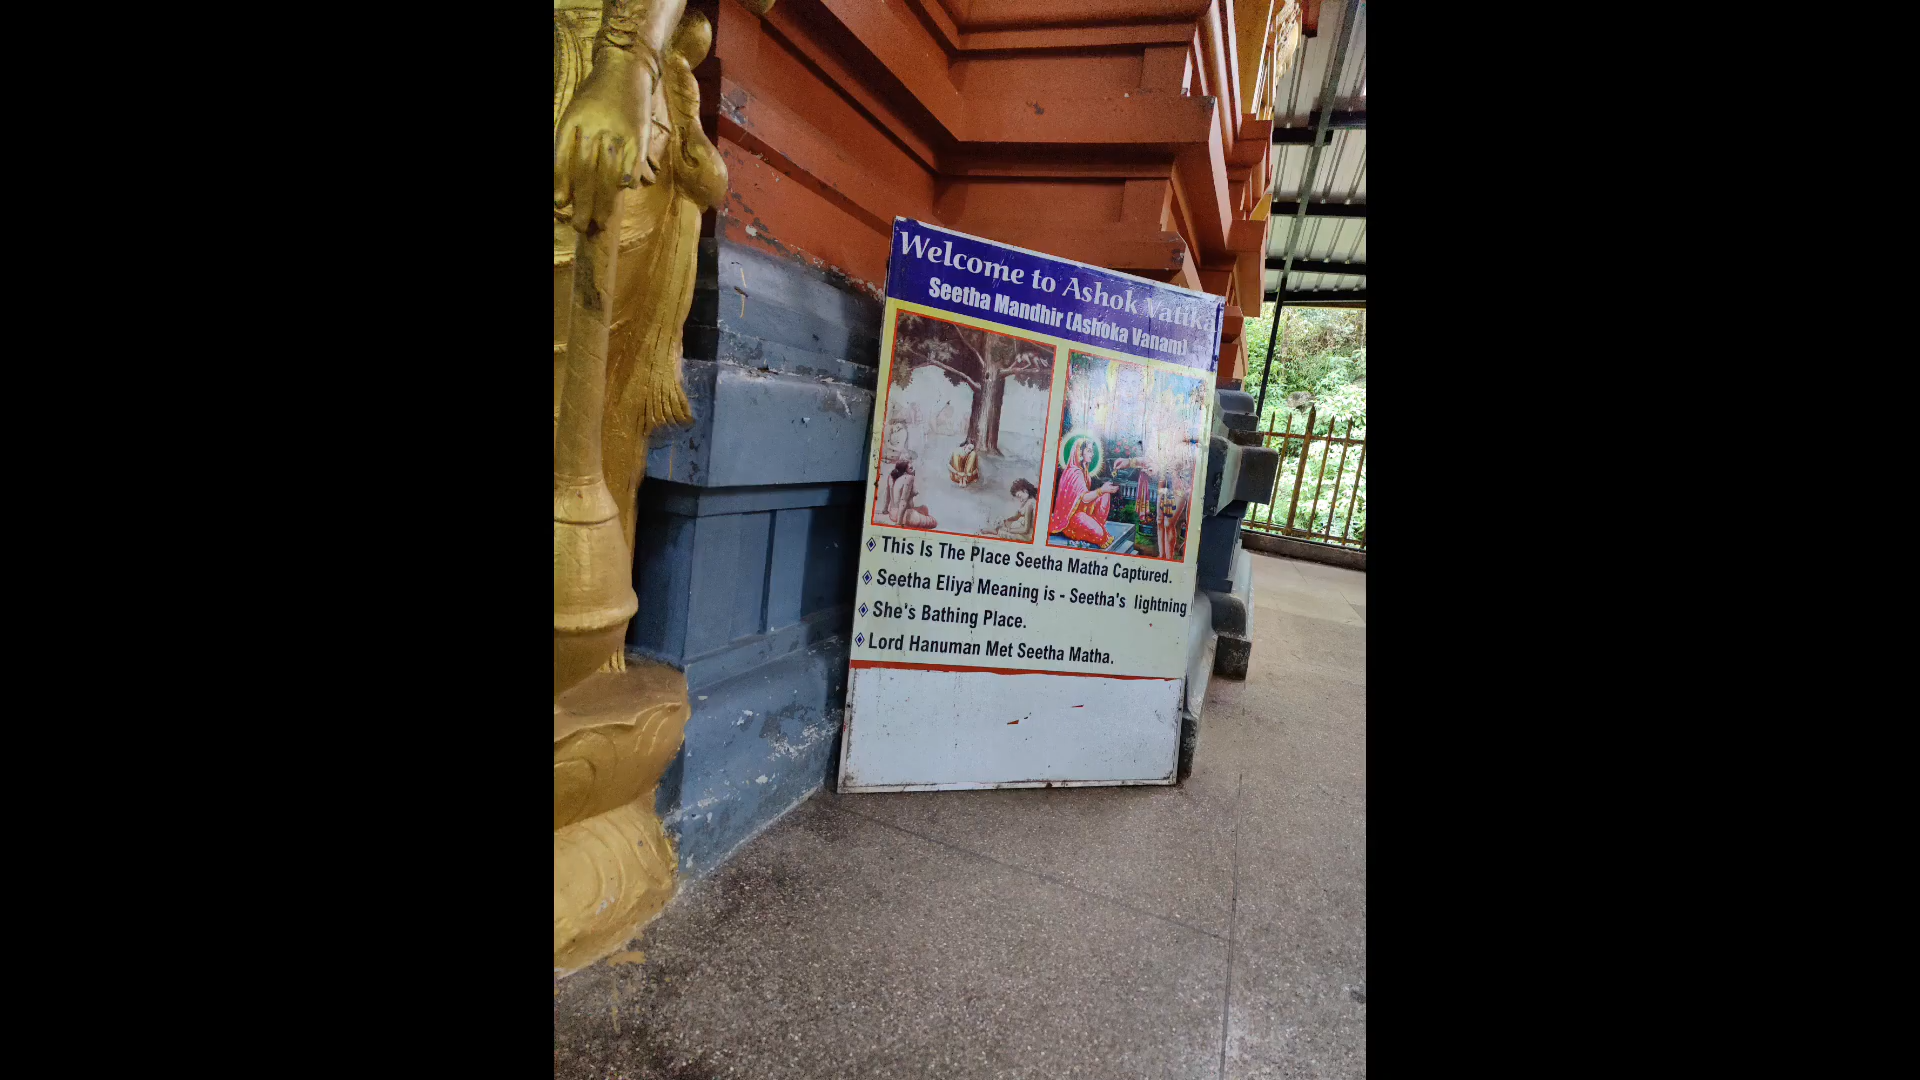 Welcome to Ashok Vatika
Seetha Mandhir (Ashoka Vanam)
This Is The Place Seetha Matha Captured.
Seetha Eliya Meaning is - Seetha's lightning
She's Bathing Place.
Lord Hanuman Met Seetha Matha.